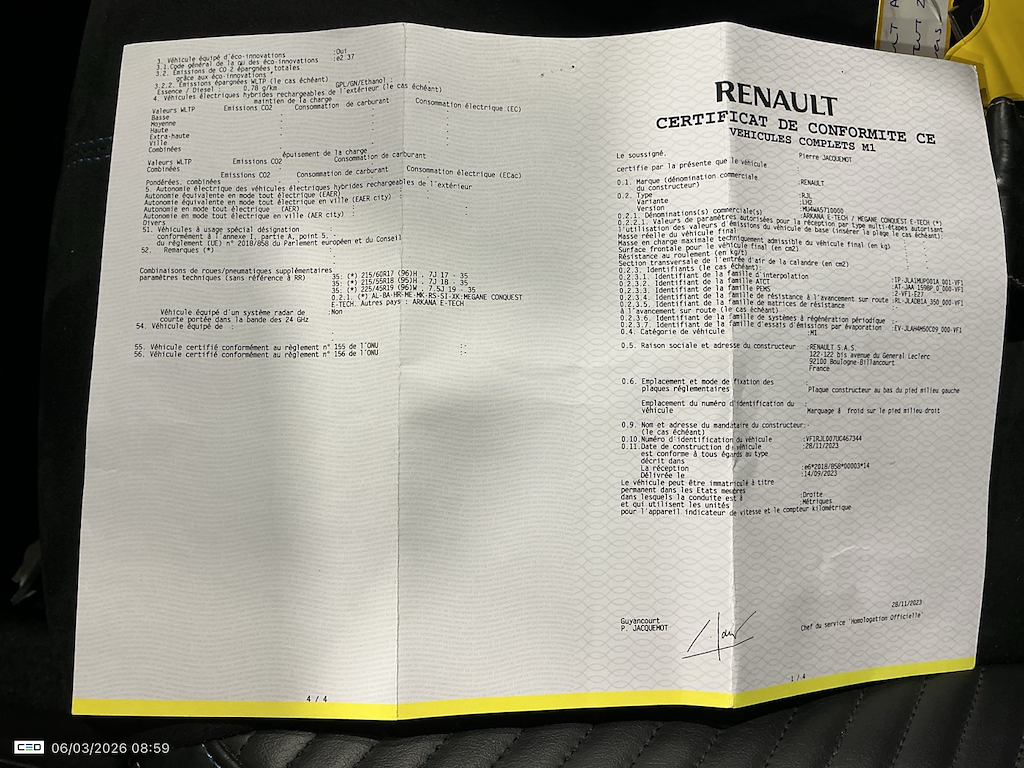 3. Véhicule équipé d'éco-innovations :Oui
3.1.Code général de la ou des éco-innovations :e2 37
3.2. Emissions de CO 2 épargnées totales
grâce aux éco-innovations
3.2.2. Emissions épargnées WLTP (le cas échéant)
Essence / Diesel : 0.78 g/km GPL/GN/Ethanol :
4. Véhicules électriques hybrides rechargeables de l'extérieur (le cas échéant)
maintien de la charge
Valeurs WLTP Emissions CO2 Consommation de carburant Consommation électrique (EC)
Basse : : :
Moyenne : : :
Haute : : :
Extra-haute : : :
Ville : : :
Combinées : : :
épuisement de la charge
Valeurs WLTP Emissions CO2 Consommation de carburant Consommation électrique (ECac)
Combinées
Emissions CO2 Consommation de carburant
Pondérées, combinées
5. Autonomie électrique des véhicules électriques hybrides rechargeables de l'extérieur
Autonomie équivalente en mode tout électrique (EAER) :
Autonomie équivalente en mode tout électrique en ville (EAER city) :
Autonomie en mode tout électrique (AER) :
Autonomie en mode tout électrique en ville (AER city) :
Divers
51. Véhicules à usage spécial désignation
conformément à l'annexe I, partie A, point 5, :
du règlement (UE) n° 2018/858 du Parlement européen et du Conseil
52. Remarques (*)
Combinaisons de roues/pneumatiques supplémentaires
paramètres techniques (sans référence à RR)
35: (*) 215/60R17 (96)H , 7J 17 - 35
35: (*) 215/55R18 (95)H , 7J 18 - 35
35: (*) 225/45R19 (96)W , 7.5J 19 - 35
0.2.1. (*) AL-BA-HR-ME-MK-RS-SI-XK:MEGANE CONQUEST
E-TECH. Autres pays : ARKANA E-TECH
Véhicule équipé d'un système radar de :Non
courte portée dans la bande des 24 GHz
54. Véhicule équipé de :
55. Véhicule certifié conformément au règlement n° 155 de l'ONU :-
56. Véhicule certifié conformément au règlement n° 156 de l'ONU :-
4 / 4
RENAULT
CERTIFICAT DE CONFORMITE CE
VEHICULES COMPLETS M1
Le soussigné, Pierre JACQUEMOT
certifie par la présente que le véhicule
0.1. Marque (dénomination commerciale :RENAULT
du constructeur)
0.2. Type :RJL
Variante :LH2
Version :MU4WA5710000
0.2.1. Dénominations(s) commerciale(s) :ARKANA E-TECH / MEGANE CONQUEST E-TECH (*)
0.2.2.1. Valeurs de paramètres autorisées pour la réception par type multi-étapes autorisant
l'utilisation des valeurs d'émissions du véhicule de base (insérer la plage le cas échéant):
Masse réelle du véhicule final
Masse en charge maximale techniquement admissible du véhicule final (en kg)
Surface frontale pour le véhicule final (en cm2)
Résistance au roulement (en kg/t)
Section transversale de l'entrée d'air de la calandre (en cm2)
0.2.3. Identifiants (le cas échéant):
0.2.3.1. Identifiant de la famille d'interpolation :IP-JLA1MUP001A_001-VF1
0.2.3.2. Identifiant de la famille ATCT :AT-JAA_1598P_0_000-VF1
0.2.3.3. Identifiant de la famille PEMS :2-VF1-E27
0.2.3.4. Identifiant de la famille de résistance à l'avancement sur route :RL-JLADB1A_350_000-VF1
0.2.3.5. Identifiant de la famille de matrices de résistance
à l'avancement sur route (le cas échéant)
0.2.3.6. Identifiant de la famille de systèmes à régénération périodique :-
0.2.3.7. Identifiant de la famille d'essais d'émissions par évaporation :EV-JLAHM50C09_000-VF1
0.4. Catégorie de véhicule :M1
0.5. Raison sociale et adresse du constructeur :RENAULT S.A.S.
122-122 bis avenue du General Leclerc
92100 Boulogne-Billancourt
France
0.6. Emplacement et mode de fixation des
plaques réglementaires Plaque constructeur au bas du pied milieu gauche
Emplacement du numéro d'identification du :
véhicule Marquage à froid sur le pied milieu droit
0.9. Nom et adresse du mandataire du constructeur:-
(le cas échéant)
0.10.Numéro d'identification du véhicule :VF1RJL007UC467344
0.11.Date de construction du véhicule :28/11/2023
est conforme à tous égards au type
décrit dans
La réception :e6*2018/858*00003*14
Délivrée le :14/09/2023
Le véhicule peut être immatriculé à titre
permanent dans les Etats membres
dans lesquels la conduite est à :Droite
et qui utilisent les unités :Métriques
pour l'appareil indicateur de vitesse et le compteur kilométrique
28/11/2023
Guyancourt
P. JACQUEMOT Chef du service 'Homologation Officielle'
1 / 4
06/03/2026 08:59